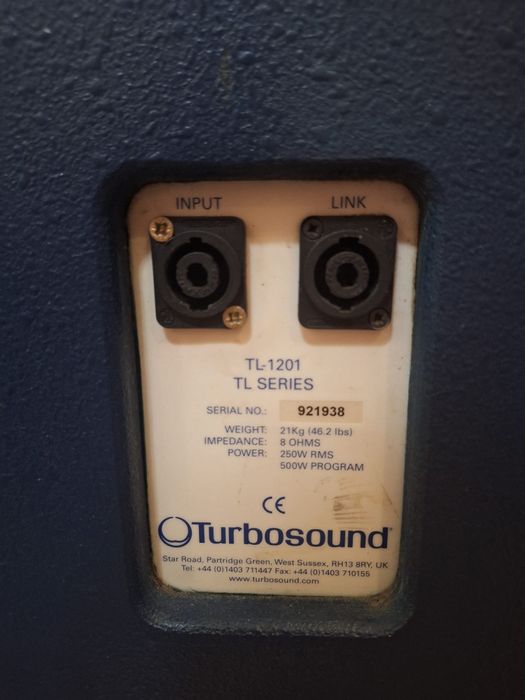 INPUT LINK
TL-1201
TL SERIES
SERIAL NO.: 921938
WEIGHT: 21Kg (46.2 lbs)
IMPEDANCE: 8 OHMS
POWER: 250W RMS
500W PROGRAM
CE
Turbosound®
Star Road, Partridge Green, West Sussex, RH13 8RY, UK
Tel: +44 (0)1403 711447 Fax: +44 (0)1403 710155
www.turbosound.com